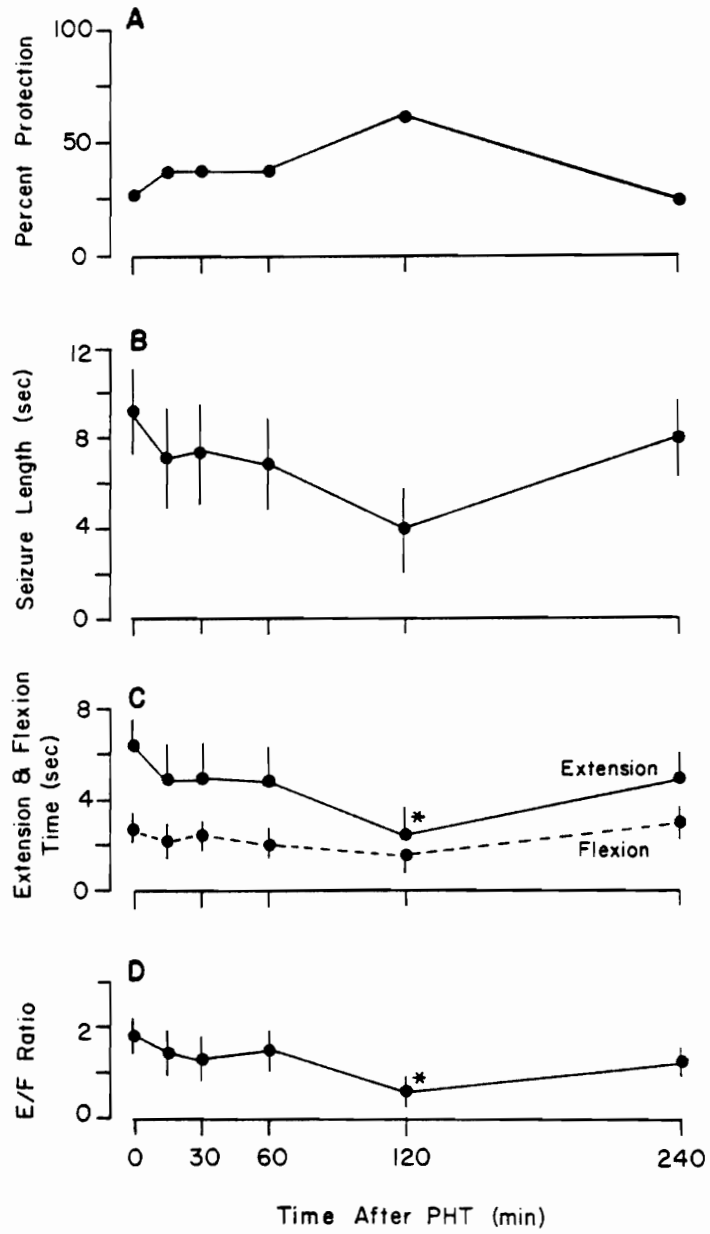 A
100
50
0
Percent Protection
B
12
8
4
0
Seizure Length (sec)
C
8
4
0
Extension & Flexion
Time (sec)
Extension
*
Flexion
D
2
0
E/F Ratio
*
0 30 60 120 240
Time After PHT (min)